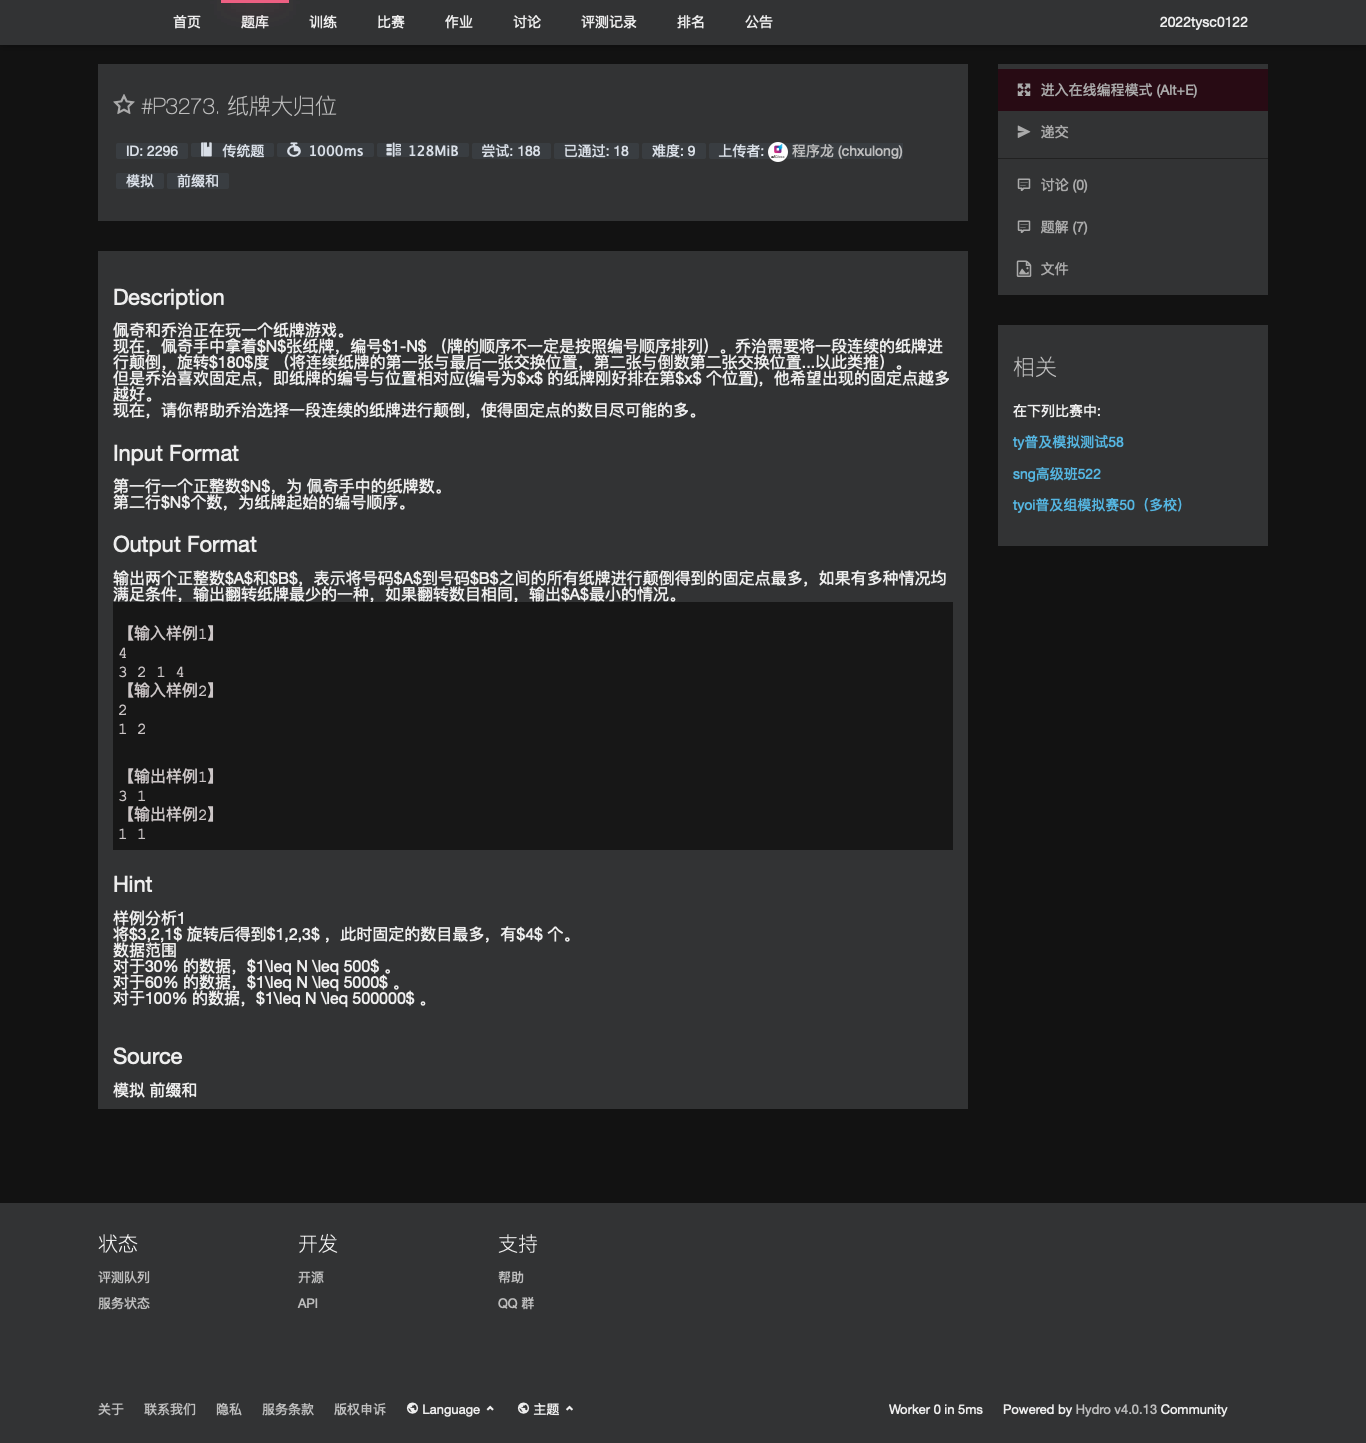 首页 题库 训练 比赛 作业 讨论 评测记录 排名 公告 2022tysc0122
#P3273. 纸牌大归位
ID: 2296 传统题 1000ms 128MiB 尝试: 188 已通过: 18 难度: 9 上传者: 程序龙 (chxulong)
模拟 前缀和
Description
佩奇和乔治正在玩一个纸牌游戏。
现在，佩奇手中拿着$N$张纸牌，编号$1-N$ （牌的顺序不一定是按照编号顺序排列）。乔治需要将一段连续的纸牌进
行颠倒，旋转$180$度 （将连续纸牌的第一张与最后一张交换位置，第二张与倒数第二张交换位置...以此类推）。
但是乔治喜欢固定点，即纸牌的编号与位置相对应(编号为$x$ 的纸牌刚好排在第$x$ 个位置)，他希望出现的固定点越多
越好。
现在，请你帮助乔治选择一段连续的纸牌进行颠倒，使得固定点的数目尽可能的多。
Input Format
第一行一个正整数$N$，为 佩奇手中的纸牌数。
第二行$N$个数，为纸牌起始的编号顺序。
Output Format
输出两个正整数$A$和$B$，表示将号码$A$到号码$B$之间的所有纸牌进行颠倒得到的固定点最多，如果有多种情况均
满足条件，输出翻转纸牌最少的一种，如果翻转数目相同，输出$A$最小的情况。
【输入样例1】
4
3 2 1 4
【输入样例2】
2
1 2
【输出样例1】
3 1
【输出样例2】
1 1
Hint
样例分析1
将$3,2,1$ 旋转后得到$1,2,3$ ，此时固定的数目最多，有$4$ 个。
数据范围
对于30% 的数据，$1\leq N \leq 500$ 。
对于60% 的数据，$1\leq N \leq 5000$ 。
对于100% 的数据，$1\leq N \leq 500000$ 。
Source
模拟 前缀和
进入在线编程模式 (Alt+E)
递交
讨论 (0)
题解 (7)
文件
相关
在下列比赛中:
ty普及模拟测试58
sng高级班522
tyoi普及组模拟赛50（多校）
状态 开发 支持
评测队列 开源 帮助
服务状态 API QQ 群
关于 联系我们 隐私 服务条款 版权申诉 Language 主题 Worker 0 in 5ms Powered by Hydro v4.0.13 Community